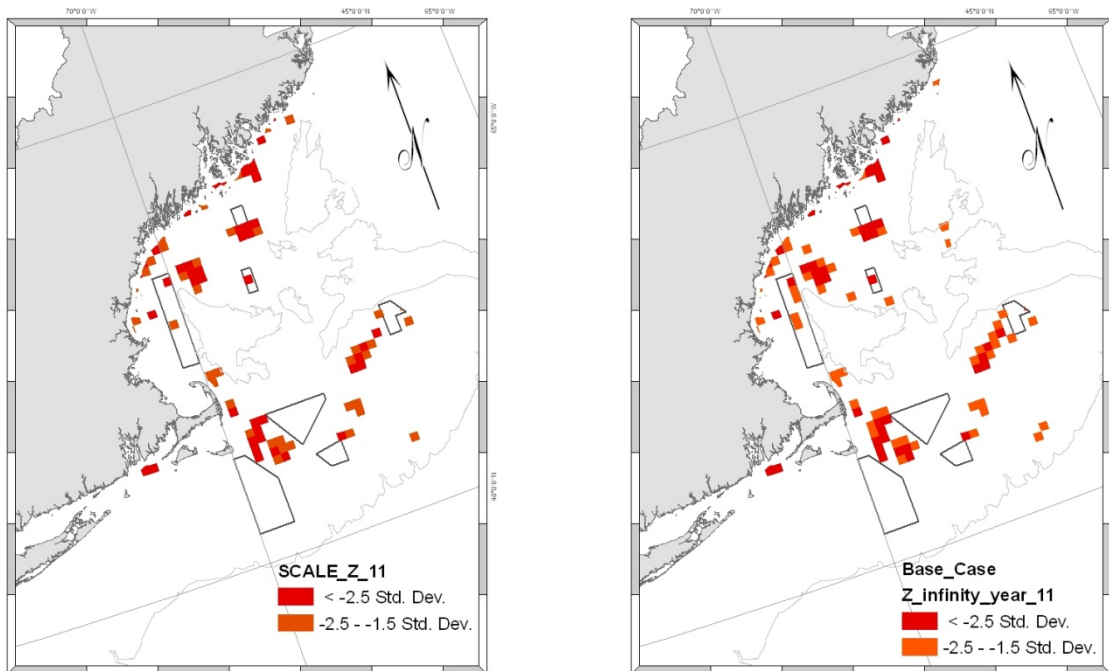 70°0'0"W
45°0'0"N
65°0'0"W
65°0'0"W
40°0'0"N
N
SCALE_Z_11
< -2.5 Std. Dev.
-2.5 - -1.5 Std. Dev.
70°0'0"W
45°0'0"N
65°0'0"W
N
Base_Case
Z_infinity_year_11
< -2.5 Std. Dev.
-2.5 - -1.5 Std. Dev.